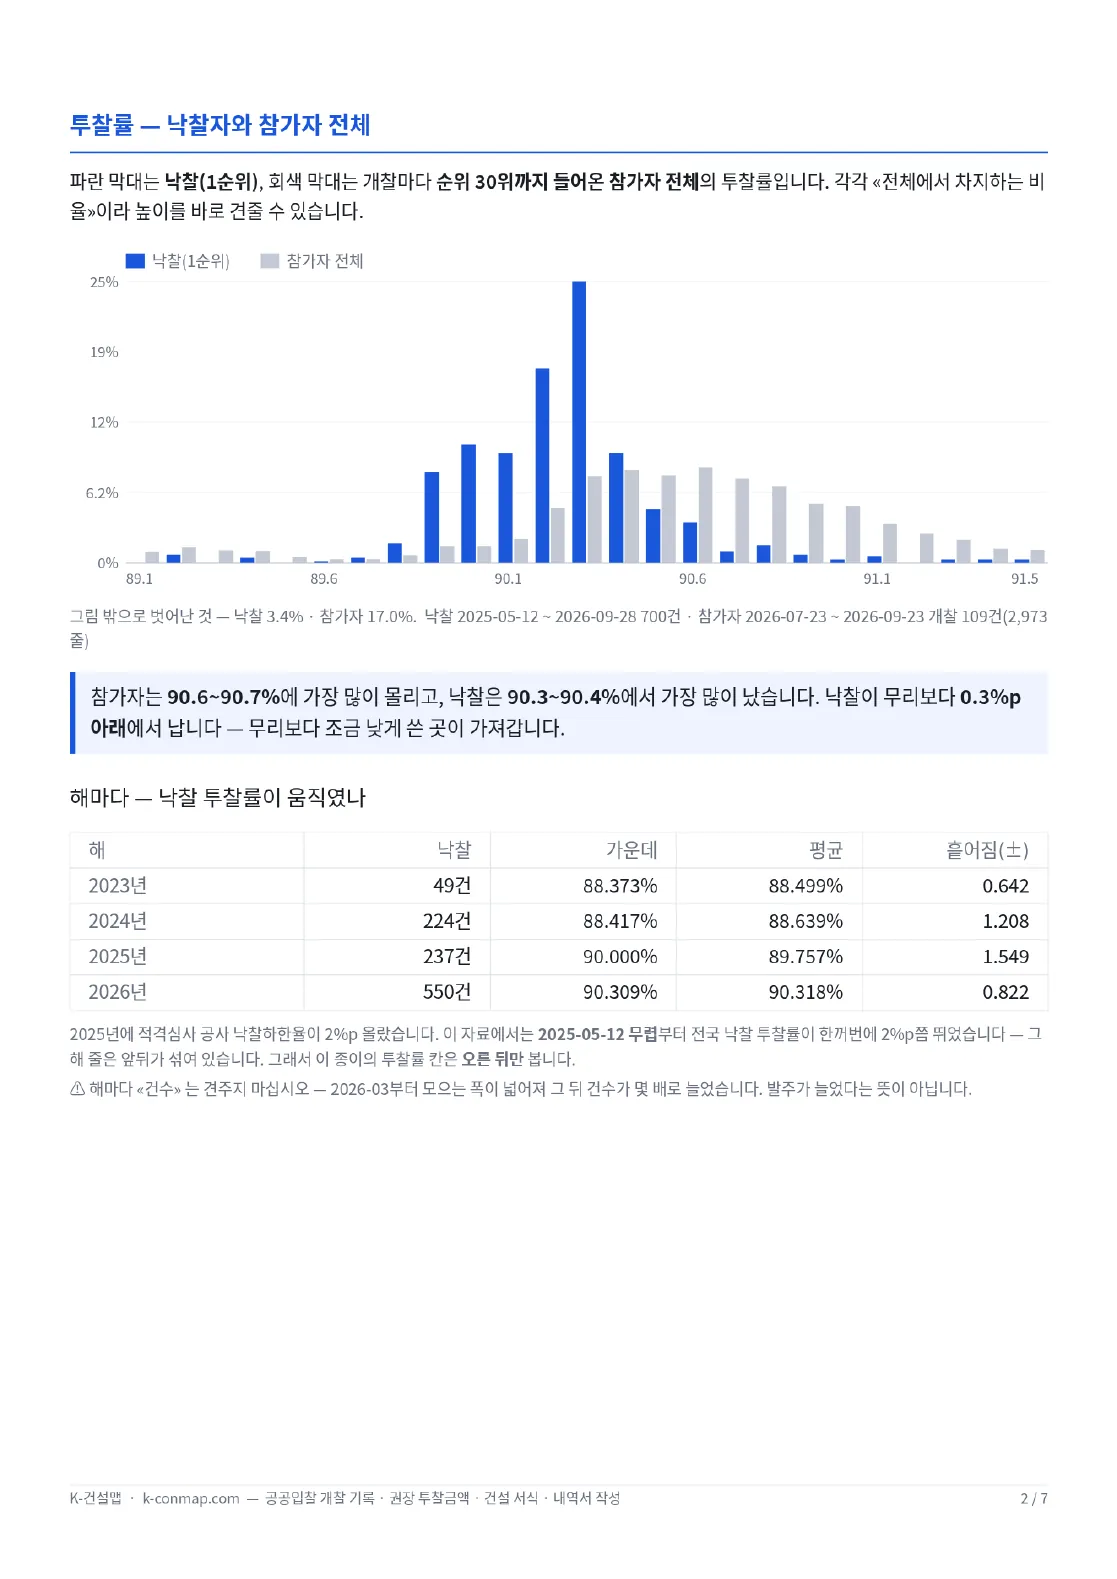 투찰률 — 낙찰자와 참가자 전체
파란 막대는 낙찰(1순위), 회색 막대는 개찰마다 순위 30위까지 들어온 참가자 전체의 투찰률입니다. 각각 «전체에서 차지하는 비
율»이라 높이를 바로 견줄 수 있습니다.
낙찰(1순위) 참가자 전체
25%
19%
12%
6.2%
0%
89.1 89.6 90.1 90.6 91.1 91.5
그림 밖으로 벗어난 것 — 낙찰 3.4% · 참가자 17.0%. 낙찰 2025-05-12 ~ 2026-09-28 700건 · 참가자 2026-07-23 ~ 2026-09-23 개찰 109건(2,973
줄)
참가자는 90.6~90.7%에 가장 많이 몰리고, 낙찰은 90.3~90.4%에서 가장 많이 났습니다. 낙찰이 무리보다 0.3%p
아래에서 납니다 — 무리보다 조금 낮게 쓴 곳이 가져갑니다.
해마다 — 낙찰 투찰률이 움직였나
해 낙찰 가운데 평균 흩어짐(±)
2023년 49건 88.373% 88.499% 0.642
2024년 224건 88.417% 88.639% 1.208
2025년 237건 90.000% 89.757% 1.549
2026년 550건 90.309% 90.318% 0.822
2025년에 적격심사 공사 낙찰하한율이 2%p 올랐습니다. 이 자료에서는 2025-05-12 무렵부터 전국 낙찰 투찰률이 한꺼번에 2%p쯤 뛰었습니다 — 그
해 줄은 앞뒤가 섞여 있습니다. 그래서 이 종이의 투찰률 칸은 오른 뒤만 봅니다.
⚠ 해마다 «건수» 는 견주지 마십시오 — 2026-03부터 모으는 폭이 넓어져 그 뒤 건수가 몇 배로 늘었습니다. 발주가 늘었다는 뜻이 아닙니다.
K-건설맵 · k-conmap.com — 공공입찰 개찰 기록 · 권장 투찰금액 · 건설 서식 · 내역서 작성 2 / 7